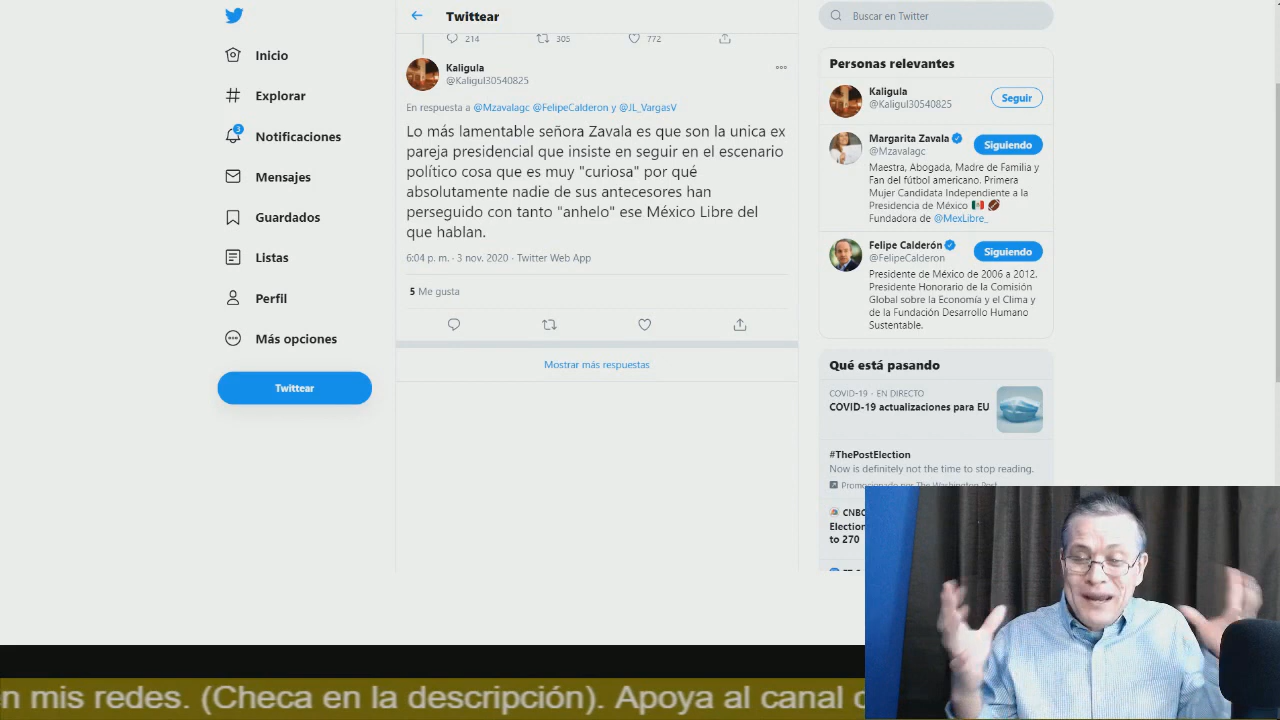 Twittear
Buscar en Twitter
214 305 772
Inicio
Explorar
3
Notificaciones
Mensajes
Guardados
Listas
Perfil
Más opciones
Twittear
Kaligula
@Kaligul30540825
En respuesta a @Mzavalagc @FelipeCalderon y @JL_VargasV
Lo más lamentable señora Zavala es que son la unica ex
pareja presidencial que insiste en seguir en el escenario
político cosa que es muy "curiosa" por qué
absolutamente nadie de sus antecesores han
perseguido con tanto "anhelo" ese México Libre del
que hablan.
6:04 p. m. · 3 nov. 2020 · Twitter Web App
5 Me gusta
Mostrar más respuestas
Personas relevantes
Kaligula
@Kaligul30540825
Seguir
Margarita Zavala
@Mzavalagc
Siguiendo
Maestra, Abogada, Madre de Familia y
Fan del fútbol americano. Primera
Mujer Candidata Independiente a la
Presidencia de México 🇲🇽 🏈
Fundadora de @MexLibre_
Felipe Calderón
@FelipeCalderon
Siguiendo
Presidente de México de 2006 a 2012.
Presidente Honorario de la Comisión
Global sobre la Economía y el Clima y
de la Fundación Desarrollo Humano
Sustentable.
Qué está pasando
COVID-19 · EN DIRECTO
COVID-19 actualizaciones para EU
#ThePostElection
Now is definitely not the time to stop reading.
Promocionado por The Washington Post
CNBC
Election
to 270
n mis redes. (Checa en la descripción). Apoya al canal